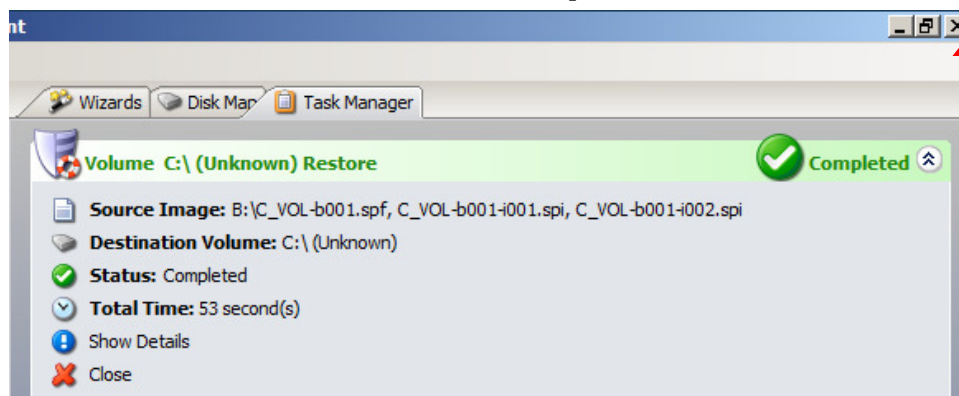 nt
Wizards Disk Map Task Manager
Volume C:\ (Unknown) Restore Completed
Source Image: B:\C_VOL-b001.spf, C_VOL-b001-i001.spi, C_VOL-b001-i002.spi
Destination Volume: C:\ (Unknown)
Status: Completed
Total Time: 53 second(s)
Show Details
Close